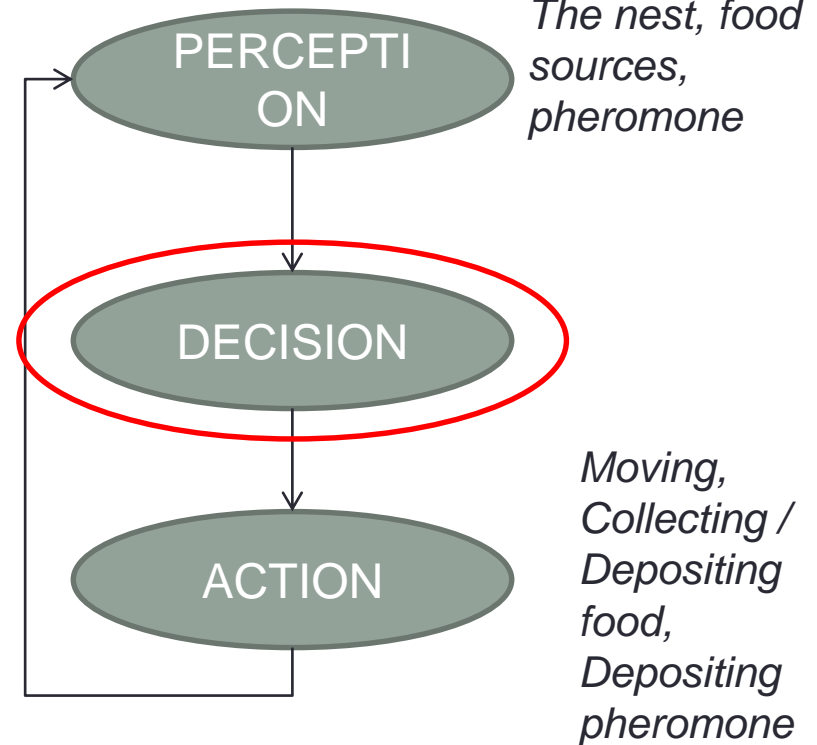 The nest, food
sources,
pheromone
PERCEPTI
ON
DECISION
Moving,
Collecting /
Depositing
food,
Depositing
pheromone
ACTION